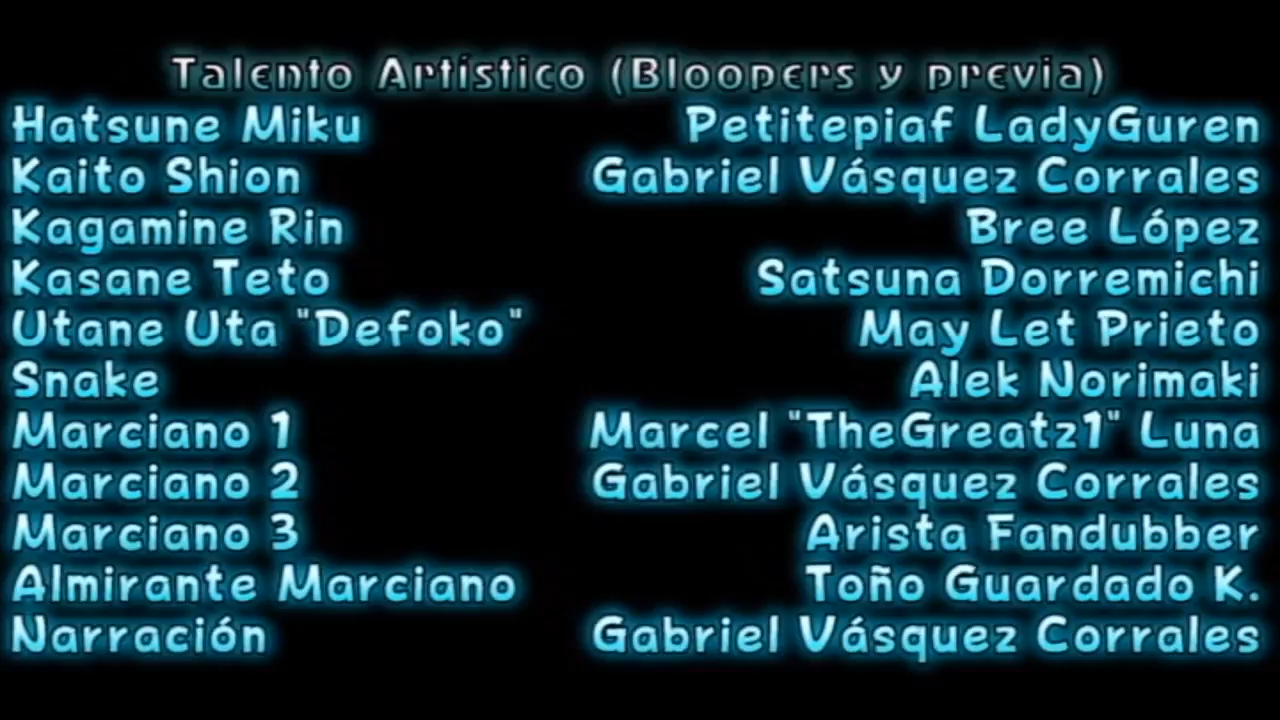 Talento Artístico (Bloopers y previa)
Hatsune Miku Petitepiaf LadyGuren
Kaito Shion Gabriel Vásquez Corrales
Kagamine Rin Bree López
Kasane Teto Satsuna Dorremichi
Utane Uta "Defoko" May Let Prieto
Snake Alek Norimaki
Marciano 1 Marcel "TheGreatz1" Luna
Marciano 2 Gabriel Vásquez Corrales
Marciano 3 Arista Fandubber
Almirante Marciano Toño Guardado K.
Narración Gabriel Vásquez Corrales